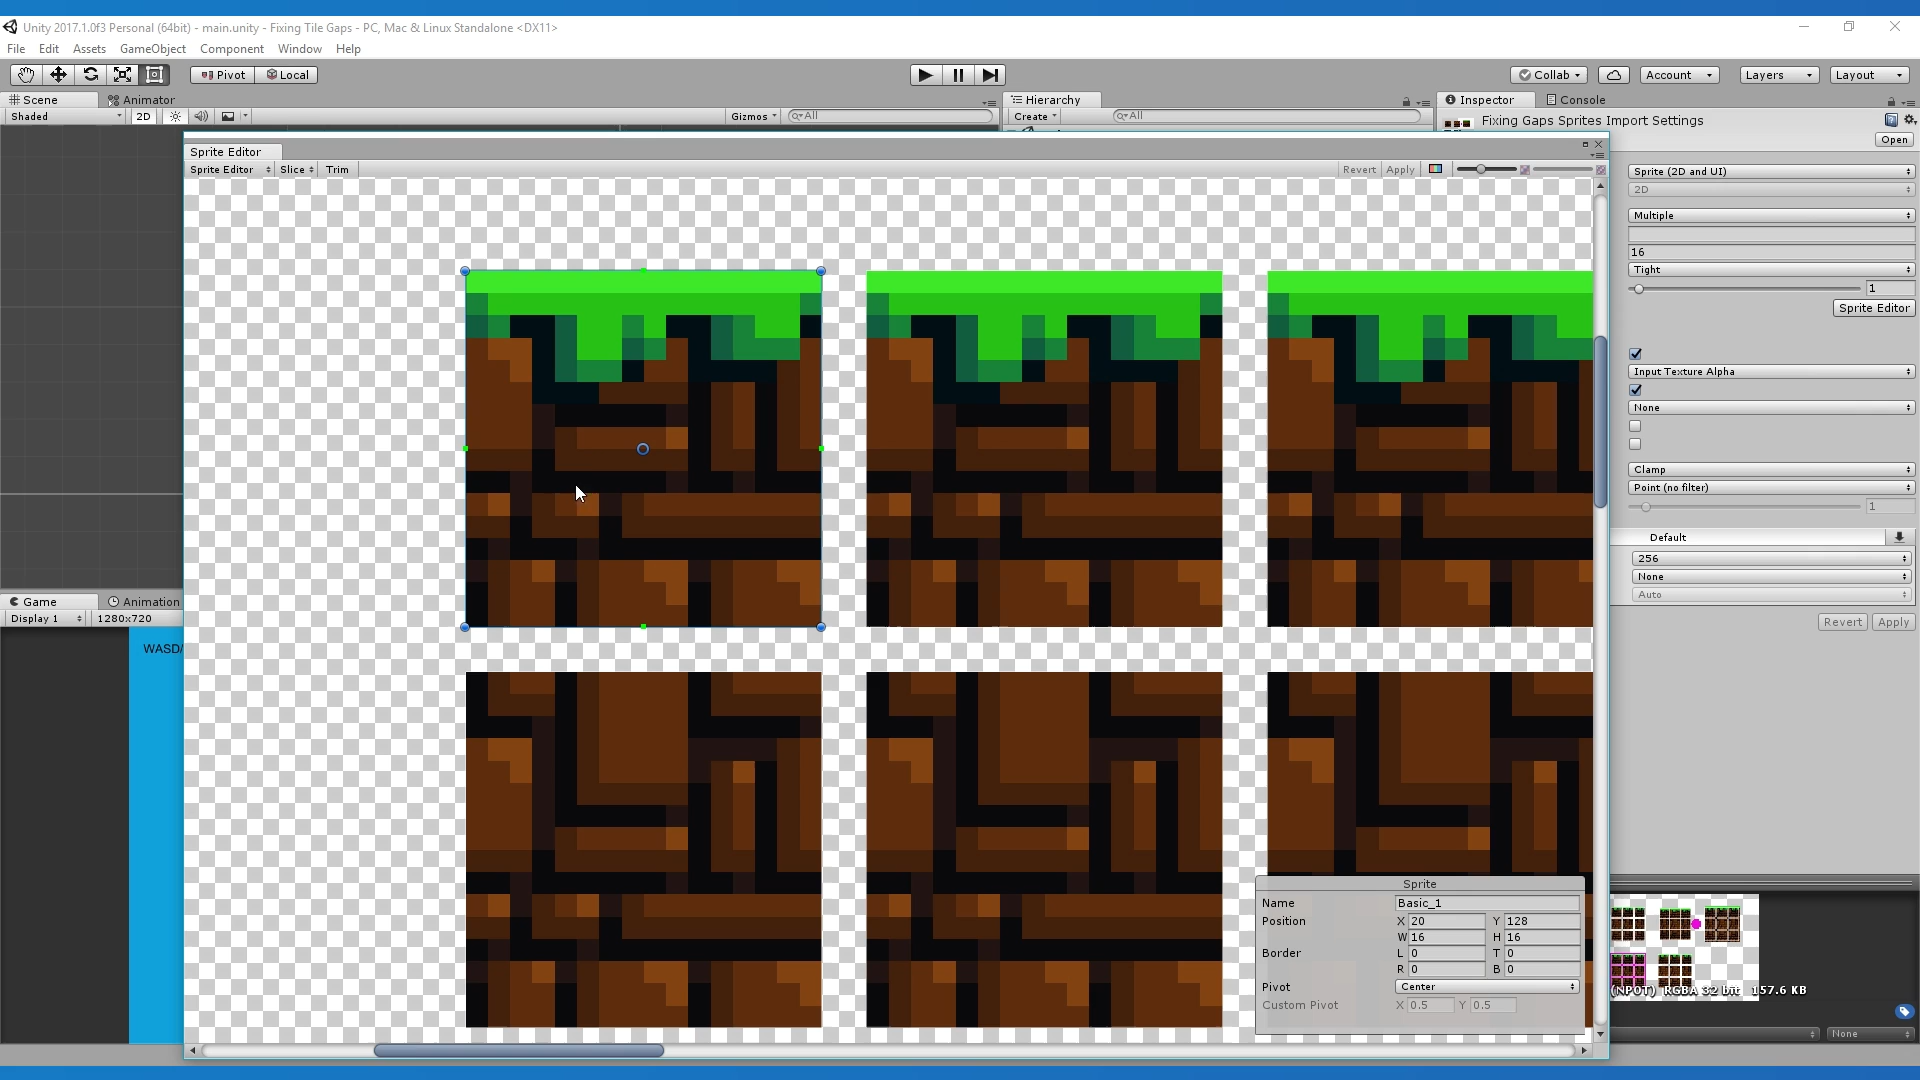 Unity 2017.1.0f3 Personal (64bit) - main.unity - Fixing Tile Gaps - PC, Mac & Linux Standalone <DX11>
File Edit Assets GameObject Component Window Help
Pivot Local Collab Account Layers Layout
Scene Animator Hierarchy Inspector Console
Shaded 2D Gizmos All Create All
Fixing Gaps Sprites Import Settings
Open
Sprite Editor
Sprite Editor Slice Trim Revert Apply
Sprite (2D and UI)
2D
Multiple
16
Tight
1
Sprite Editor
Input Texture Alpha
None
Clamp
Point (no filter)
1
Default
256
None
Auto
Revert Apply
Game Animation
Display 1 1280x720
WASD/
Sprite
Name Basic_1
Position X 20 Y 128
W 16 H 16
Border L 0 T 0
R 0 B 0
Pivot Center
Custom Pivot X 0.5 Y 0.5
(NPOT) RGBA 32 bit 157.6 KB
None